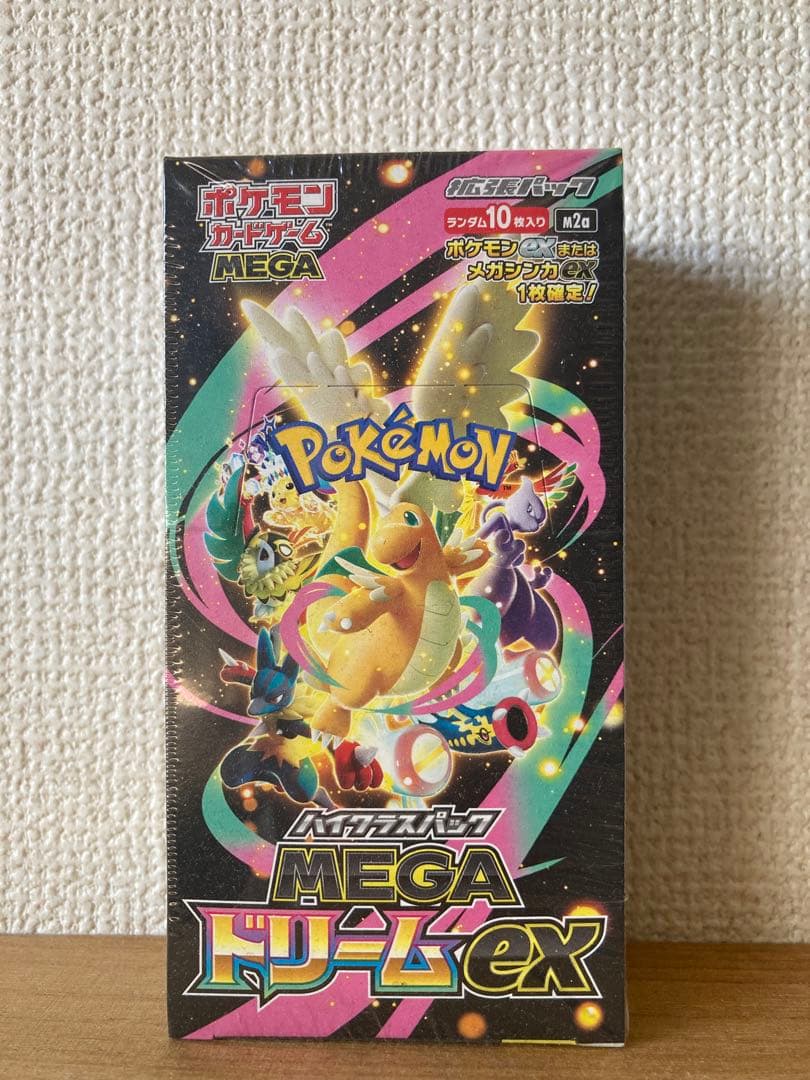 ポケモン
カードゲーム
MEGA
拡張パック
ランダム10枚入り M2a
ポケモンexまたは
メガシンカex
1枚確定!
POKÉMON
TM
ハイクラスパック
MEGA
ドリームex